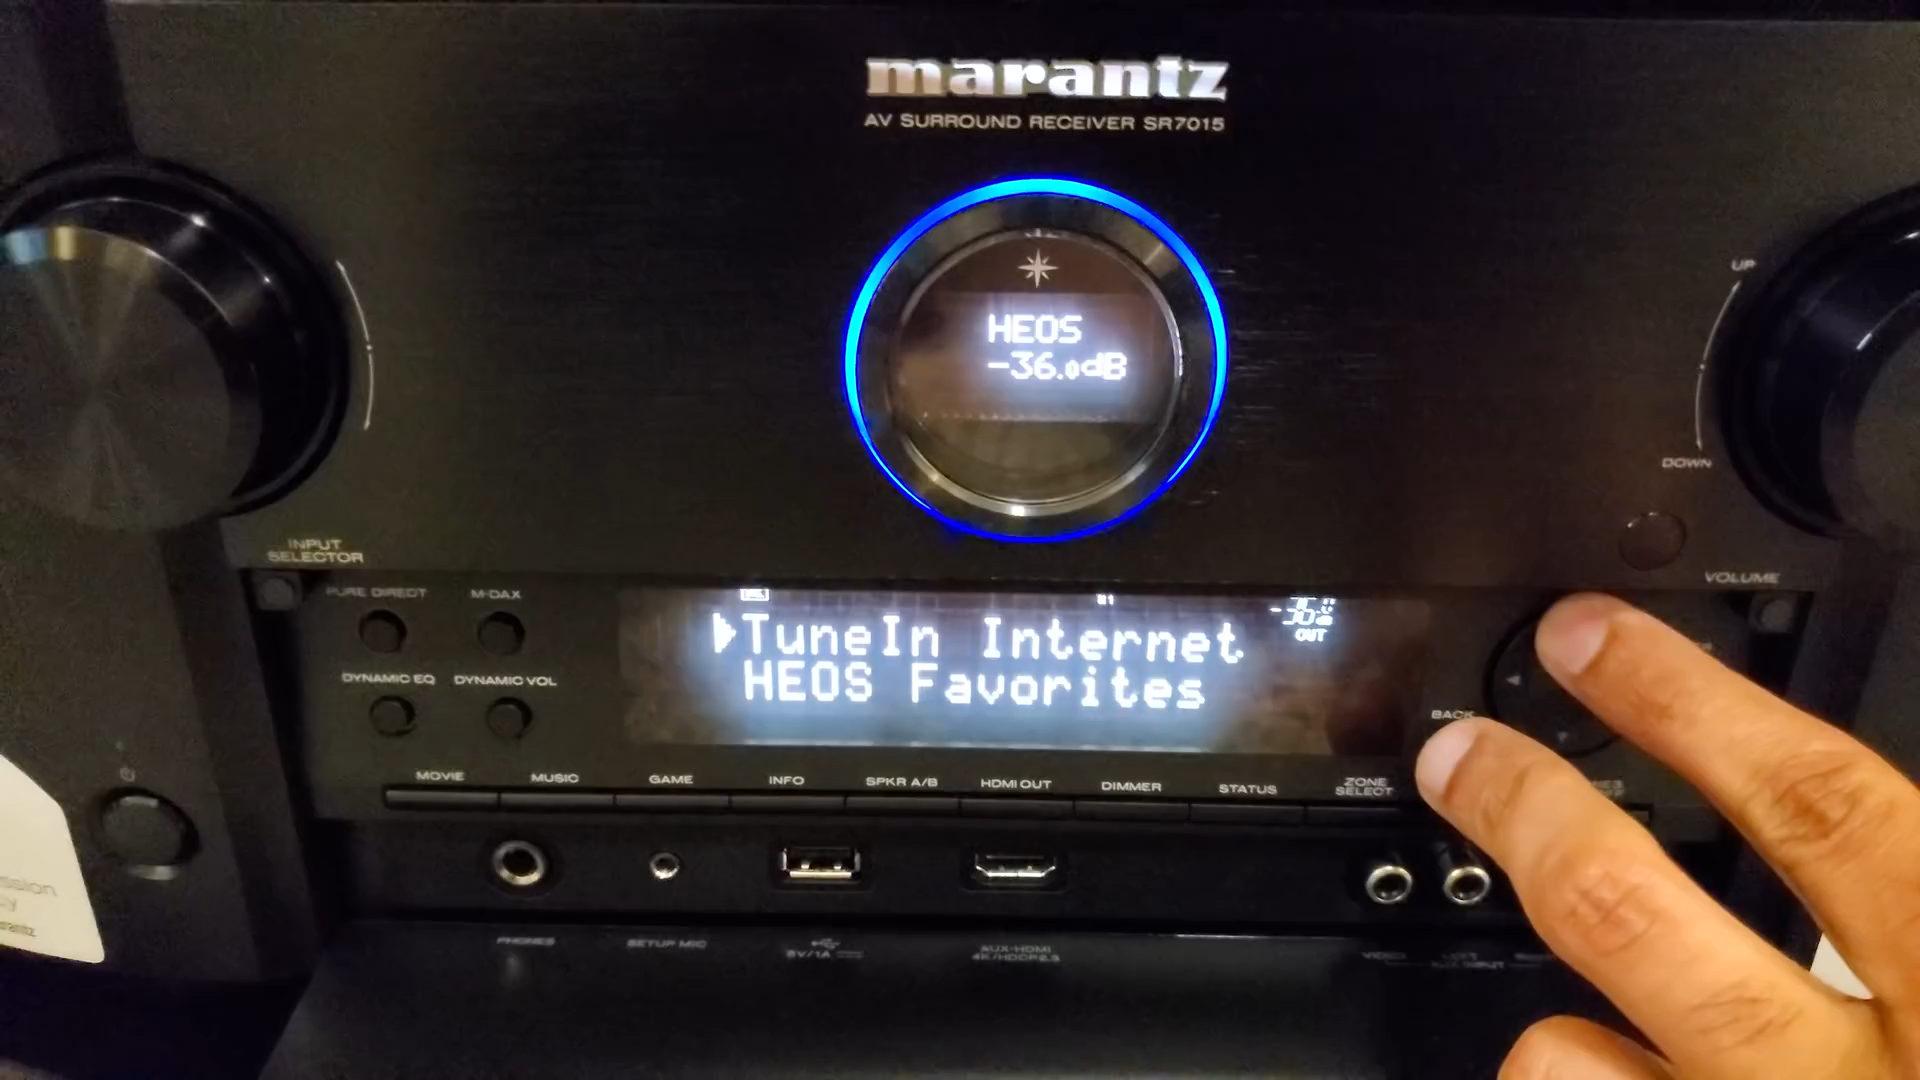 marantz
AV SURROUND RECEIVER SR7015
HEOS
-36.0dB
UP
DOWN
INPUT
SELECTOR
VOLUME
PURE DIRECT
M-DAX
DYNAMIC EQ
DYNAMIC VOL
OUT
TuneIn Internet
HEOS Favorites
BACK
MOVIE
MUSIC
GAME
INFO
SPKR A/B
HDMI OUT
DIMMER
STATUS
ZONE
SELECT
PHONES
SETUP MIC
5V/1A
AUX-HDMI
4K/HDCP2.3
VIDEO